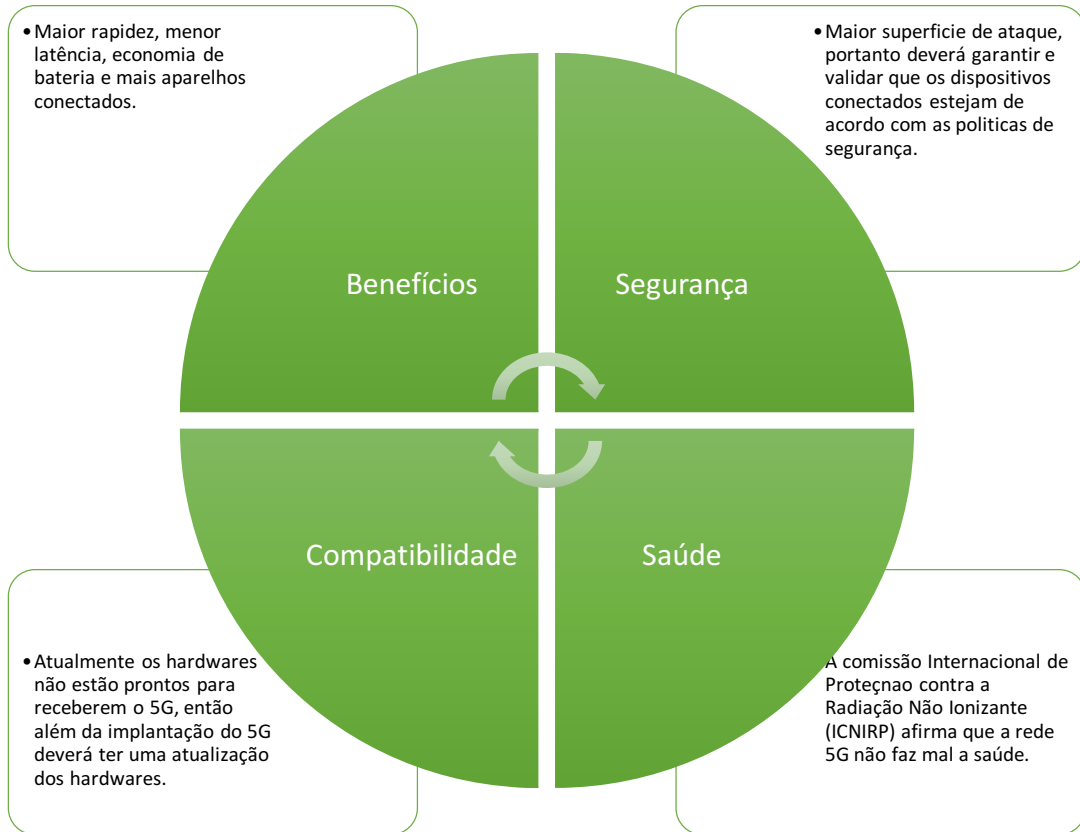 •Maior rapidez, menor
latência, economia de
bateria e mais aparelhos
conectados.
•Maior superficie de ataque,
portanto deverá garantir e
validar que os dispositivos
conectados estejam de
acordo com as politicas de
segurança.
Benefícios
Segurança
Compatibilidade
Saúde
•Atualmente os hardwares
não estão prontos para
receberem o 5G, então
além da implantação do 5G
deverá ter uma atualização
dos hardwares.
A comissão Internacional de
Proteçnao contra a
Radiação Não Ionizante
(ICNIRP) afirma que a rede
5G não faz mal a saúde.